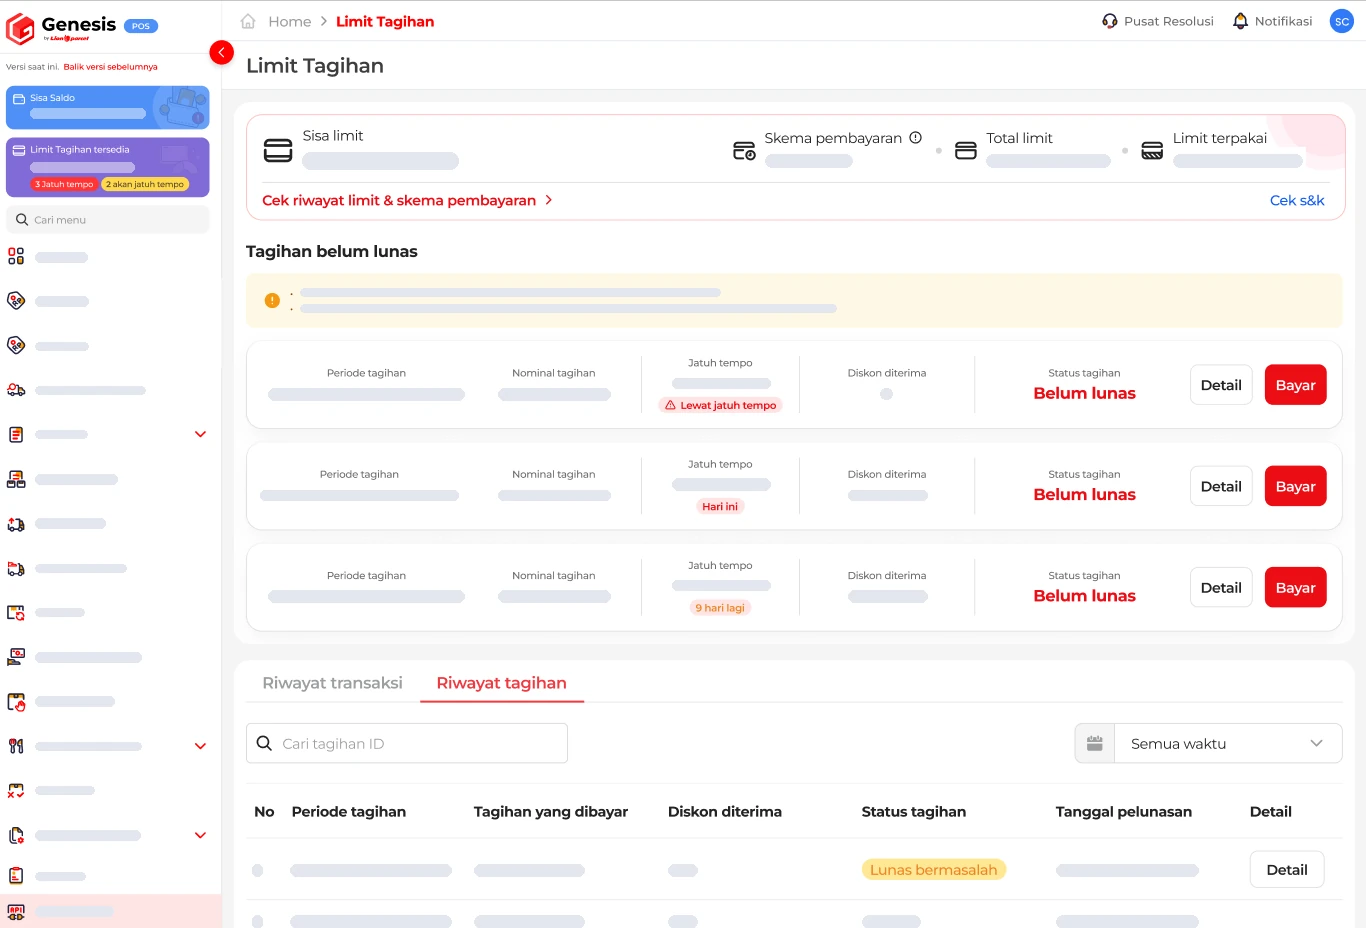 Genesis POS
by Lion parcel
Versi saat ini. Balik versi sebelumnya
Sisa Saldo
Limit Tagihan tersedia
3 Jatuh tempo 2 akan jatuh tempo
Cari menu
API
Home > Limit Tagihan
Pusat Resolusi Notifikasi SC
Limit Tagihan
Sisa limit
Skema pembayaran
Total limit
Limit terpakai
Cek riwayat limit & skema pembayaran
Cek s&k
Tagihan belum lunas
Periode tagihan Nominal tagihan Jatuh tempo Diskon diterima Status tagihan
Lewat jatuh tempo Belum lunas Detail Bayar
Periode tagihan Nominal tagihan Jatuh tempo Diskon diterima Status tagihan
Hari ini Belum lunas Detail Bayar
Periode tagihan Nominal tagihan Jatuh tempo Diskon diterima Status tagihan
9 hari lagi Belum lunas Detail Bayar
Riwayat transaksi Riwayat tagihan
Cari tagihan ID
Semua waktu
No Periode tagihan Tagihan yang dibayar Diskon diterima Status tagihan Tanggal pelunasan Detail
Lunas bermasalah Detail